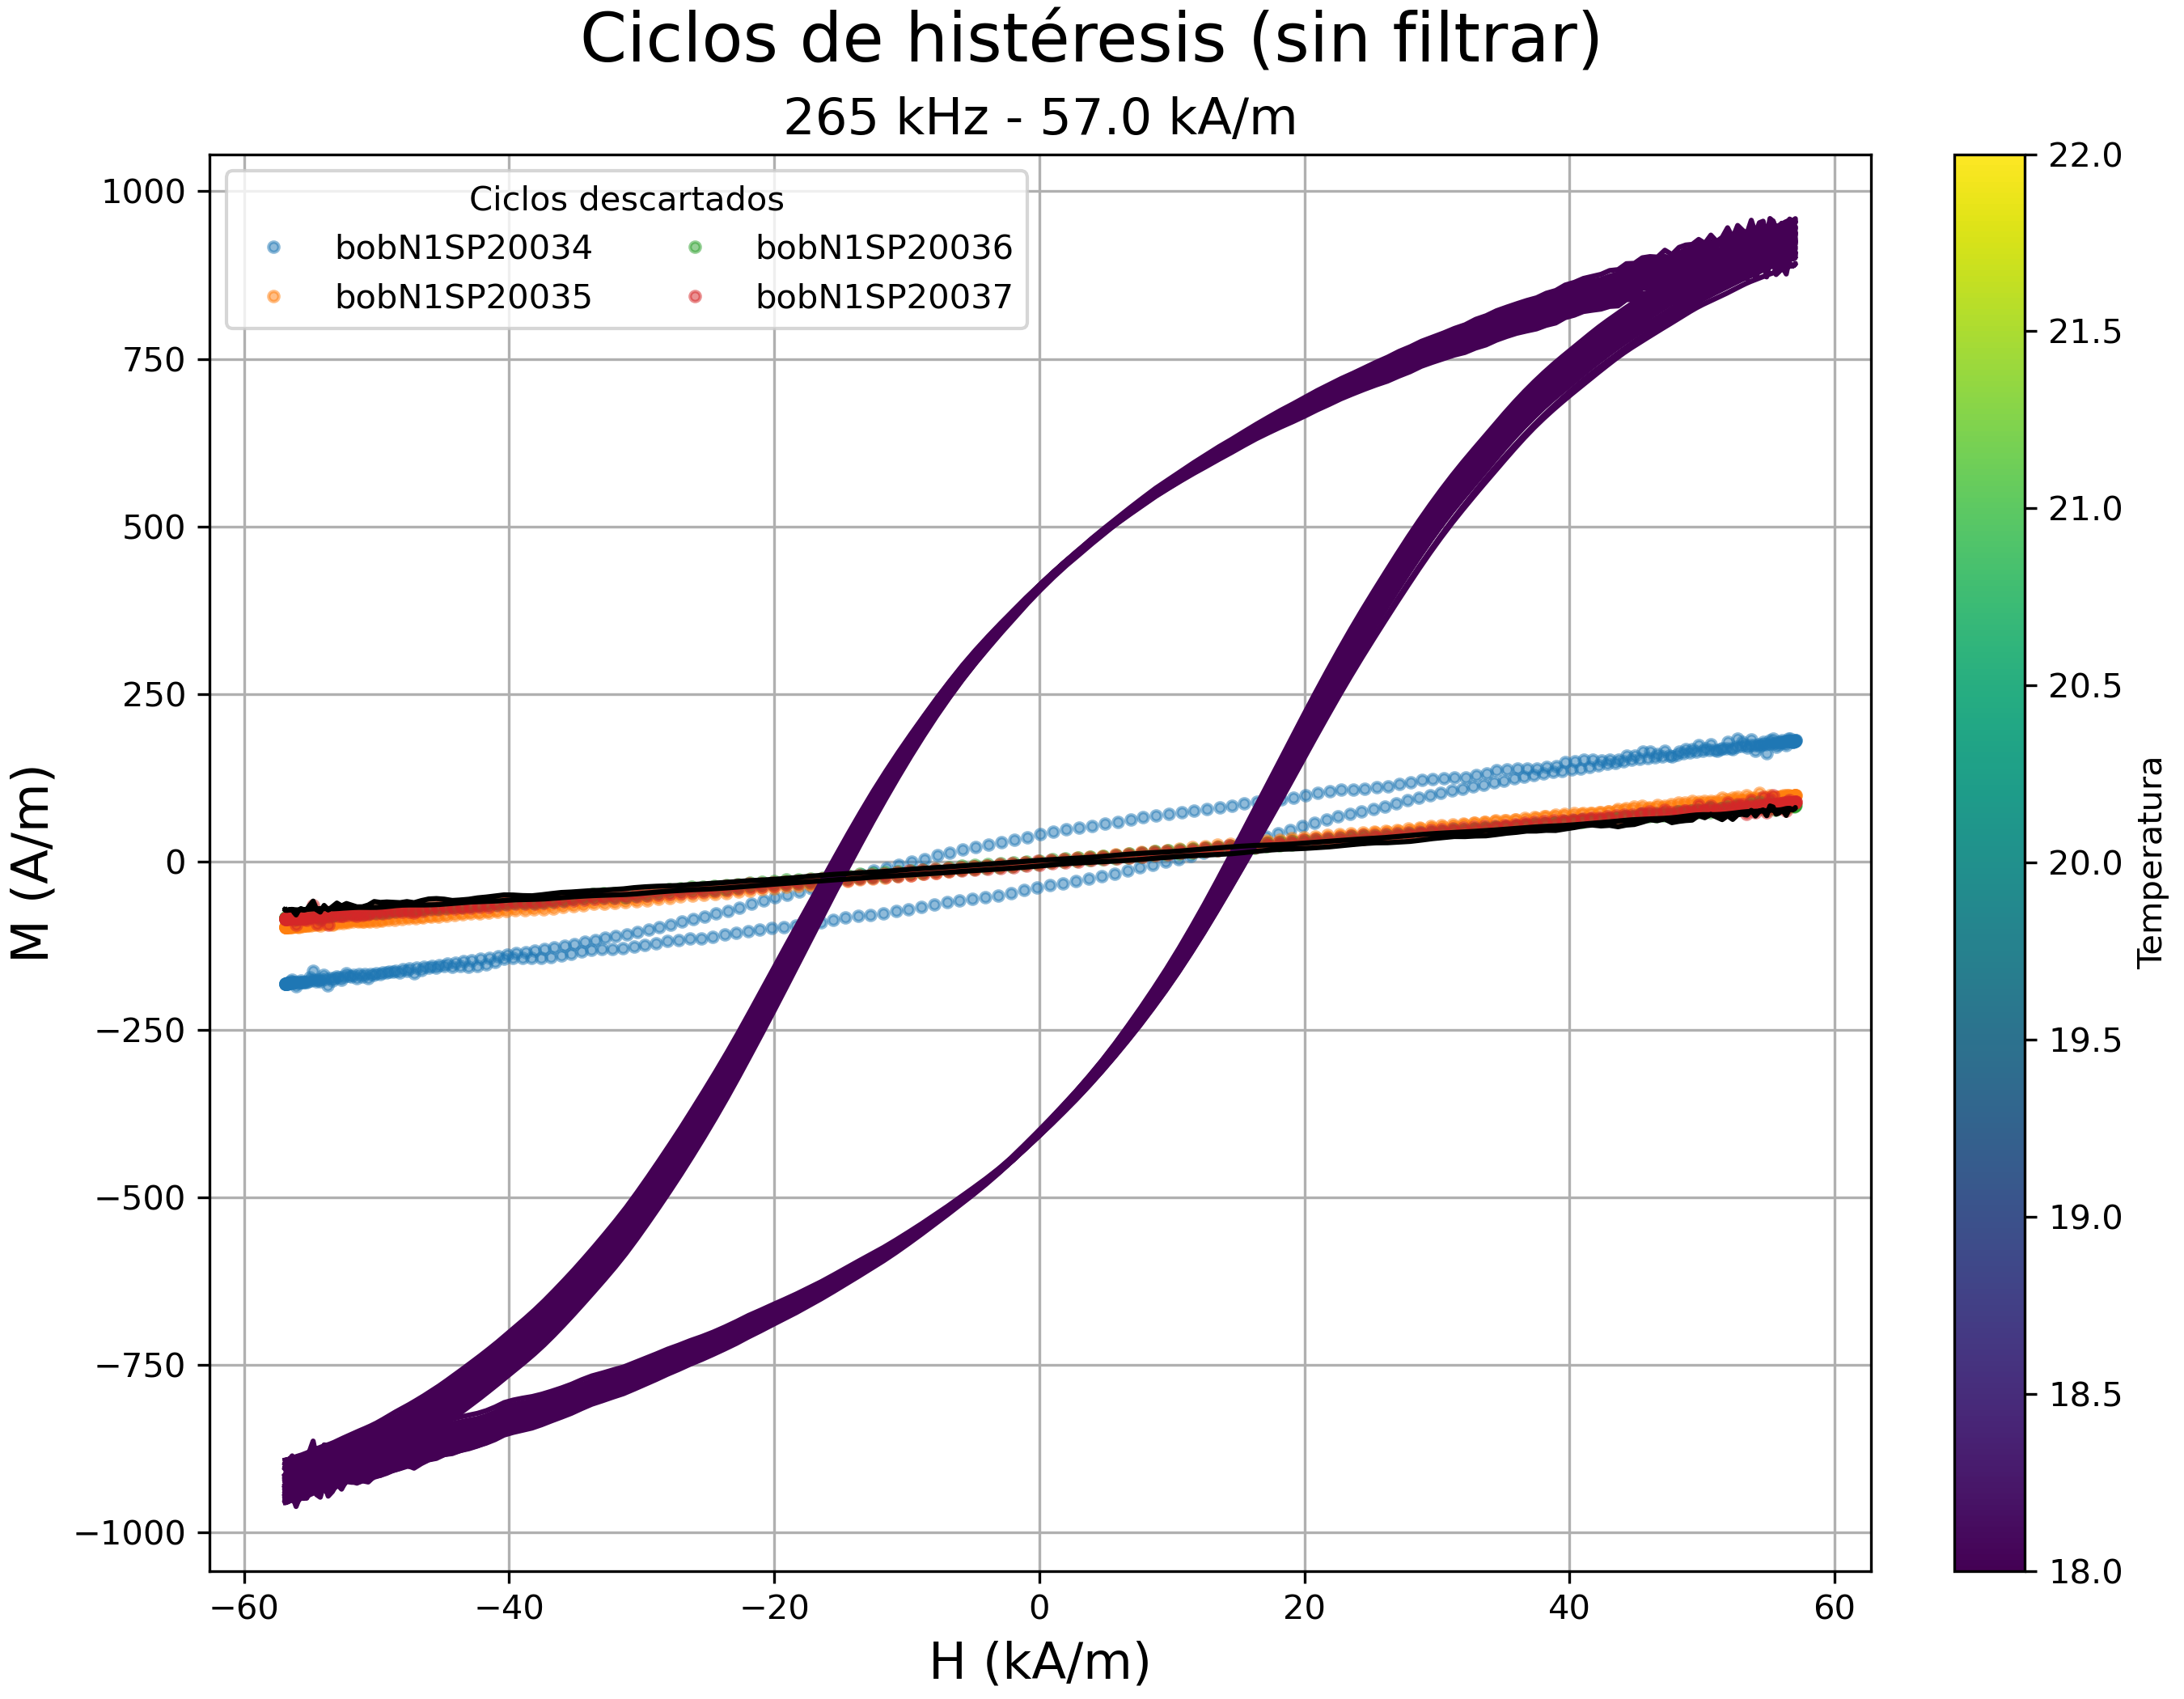 Ciclos de histéresis (sin filtrar)
265 kHz - 57.0 kA/m
Ciclos descartados
bobN1SP20034
bobN1SP20036
bobN1SP20035
bobN1SP20037
1000
750
500
250
0
−250
−500
−750
−1000
M (A/m)
−60
−40
−20
0
20
40
60
H (kA/m)
22.0
21.5
21.0
20.5
20.0
19.5
19.0
18.5
18.0
Temperatura